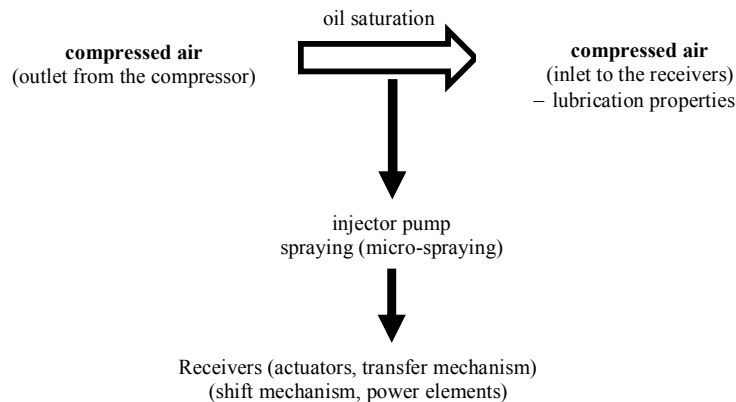 oil saturation
compressed air
(outlet from the compressor)
compressed air
(inlet to the receivers)
– lubrication properties
injector pump
spraying (micro-spraying)
Receivers (actuators, transfer mechanism)
(shift mechanism, power elements)